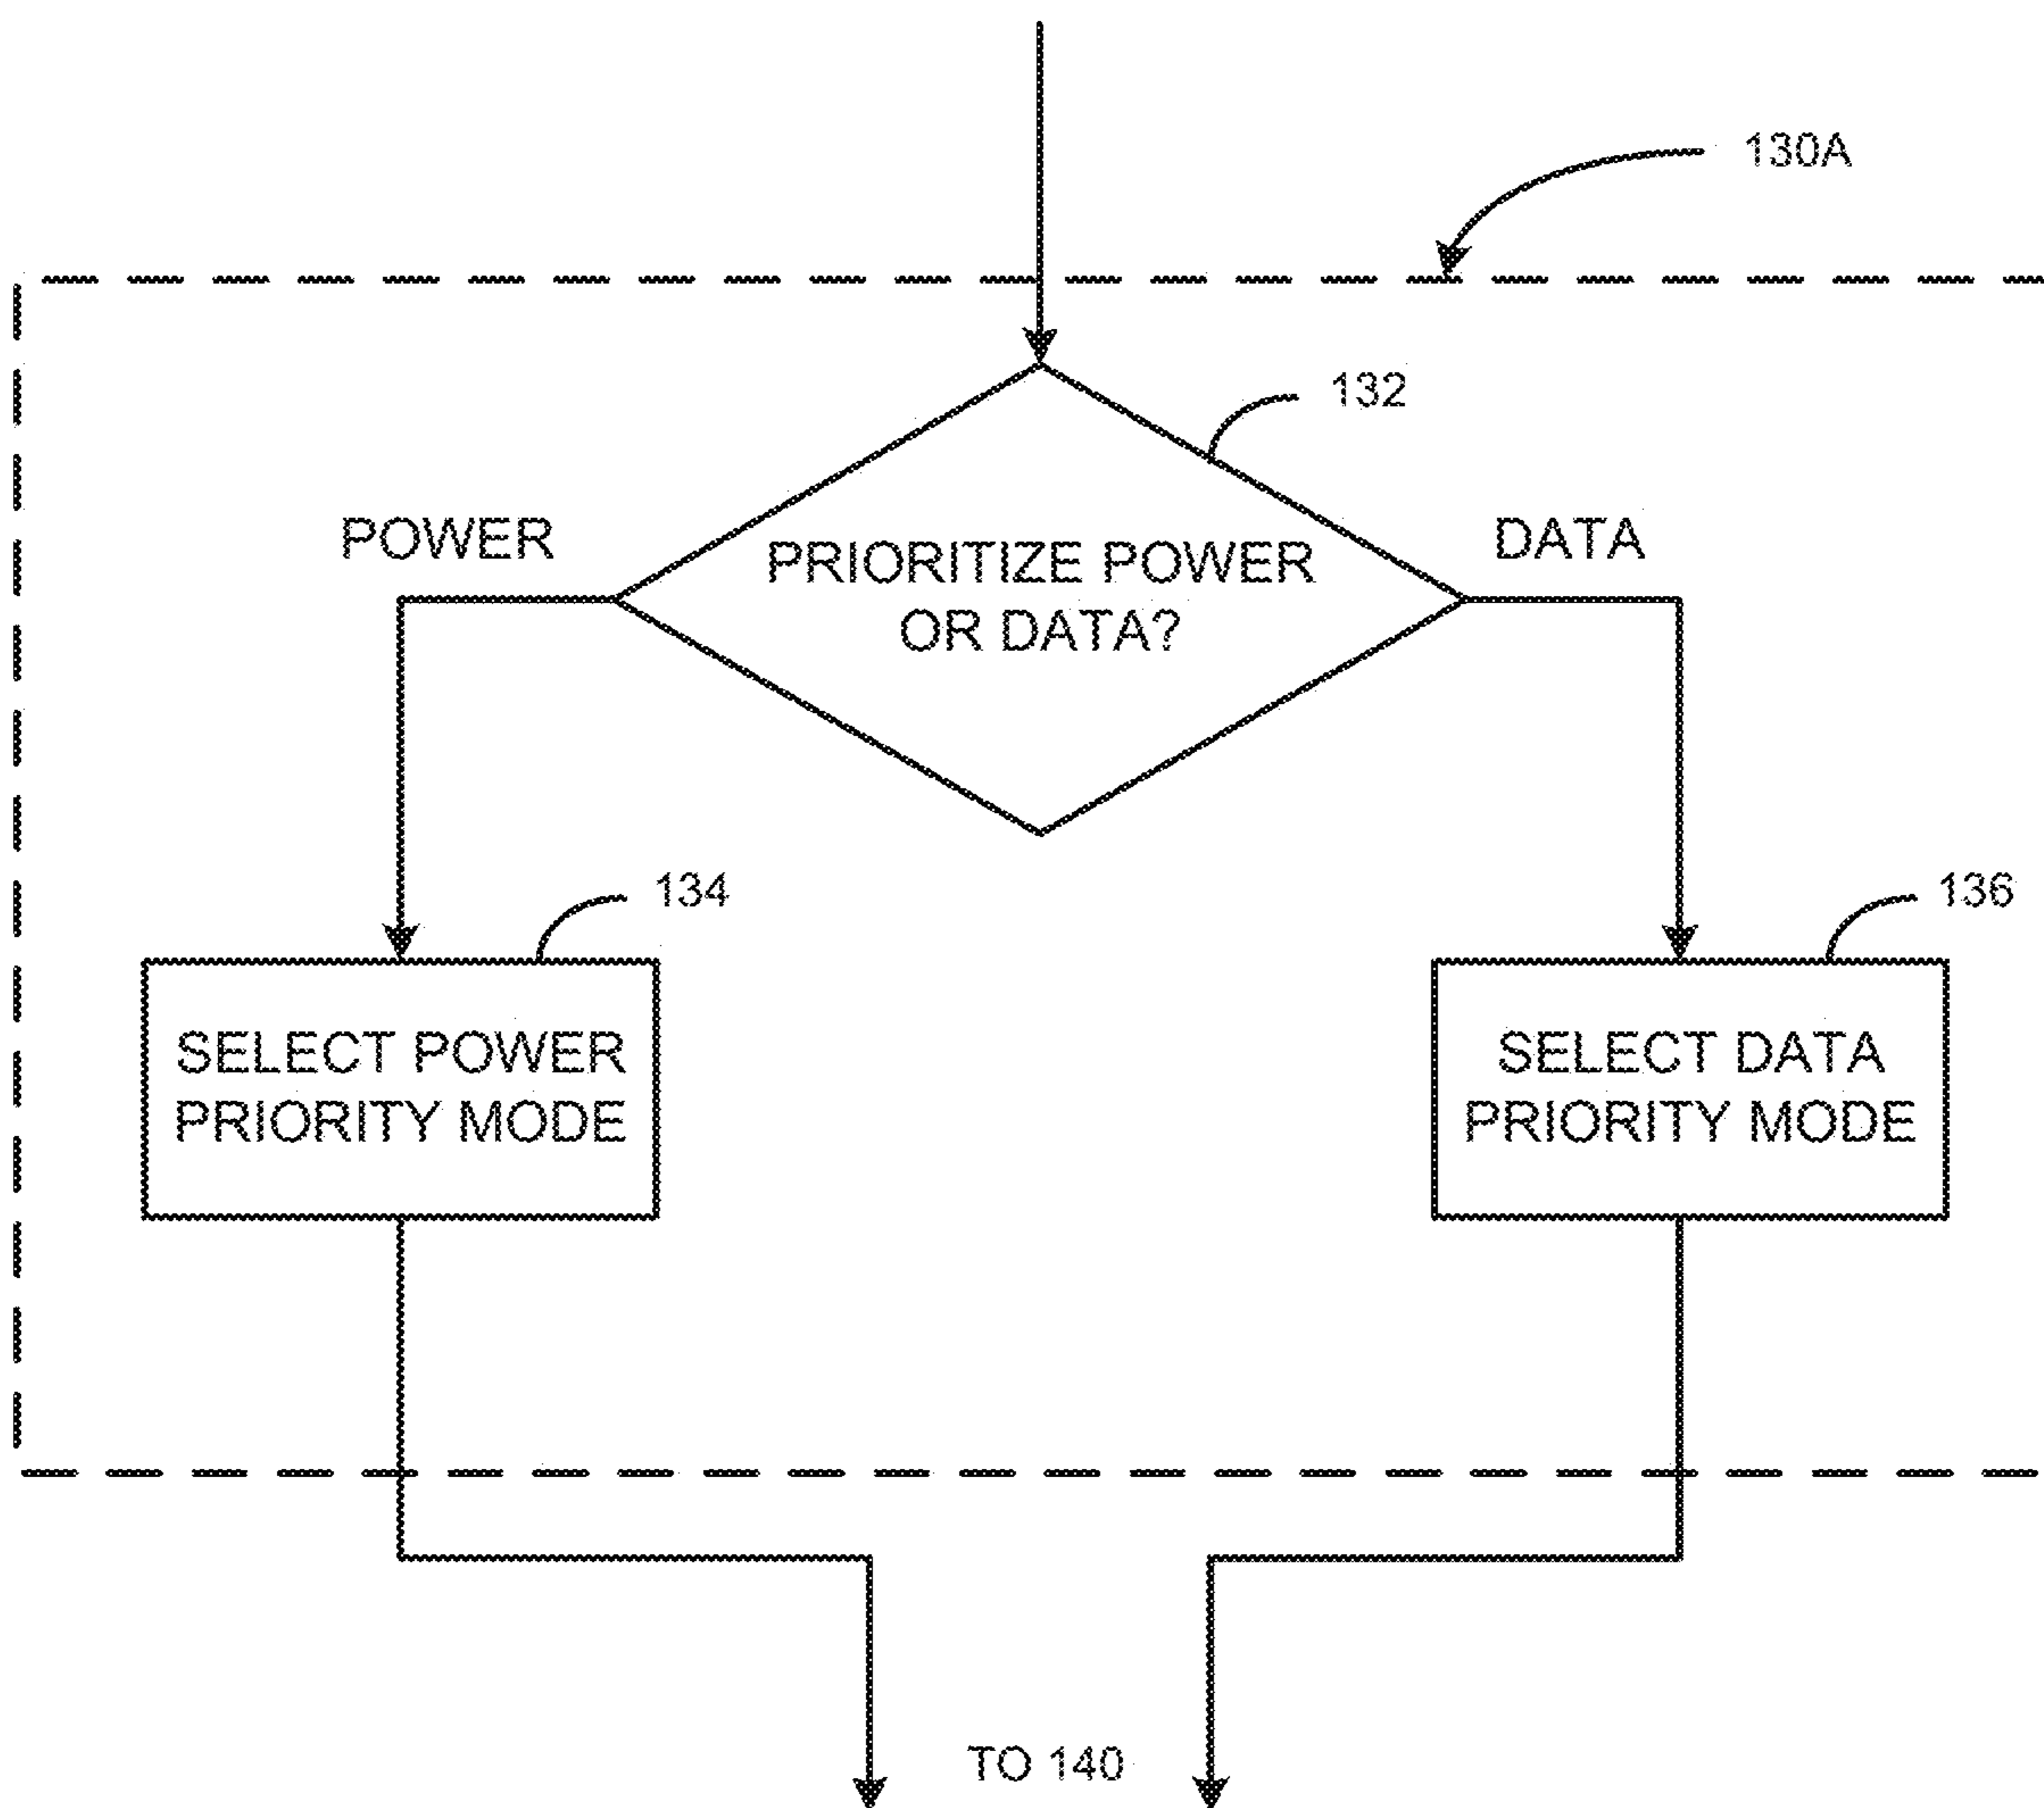 130A
132
POWER
DATA
PRIORITIZE POWER
OR DATA?
134
136
SELECT POWER
PRIORITY MODE
SELECT DATA
PRIORITY MODE
TO 140